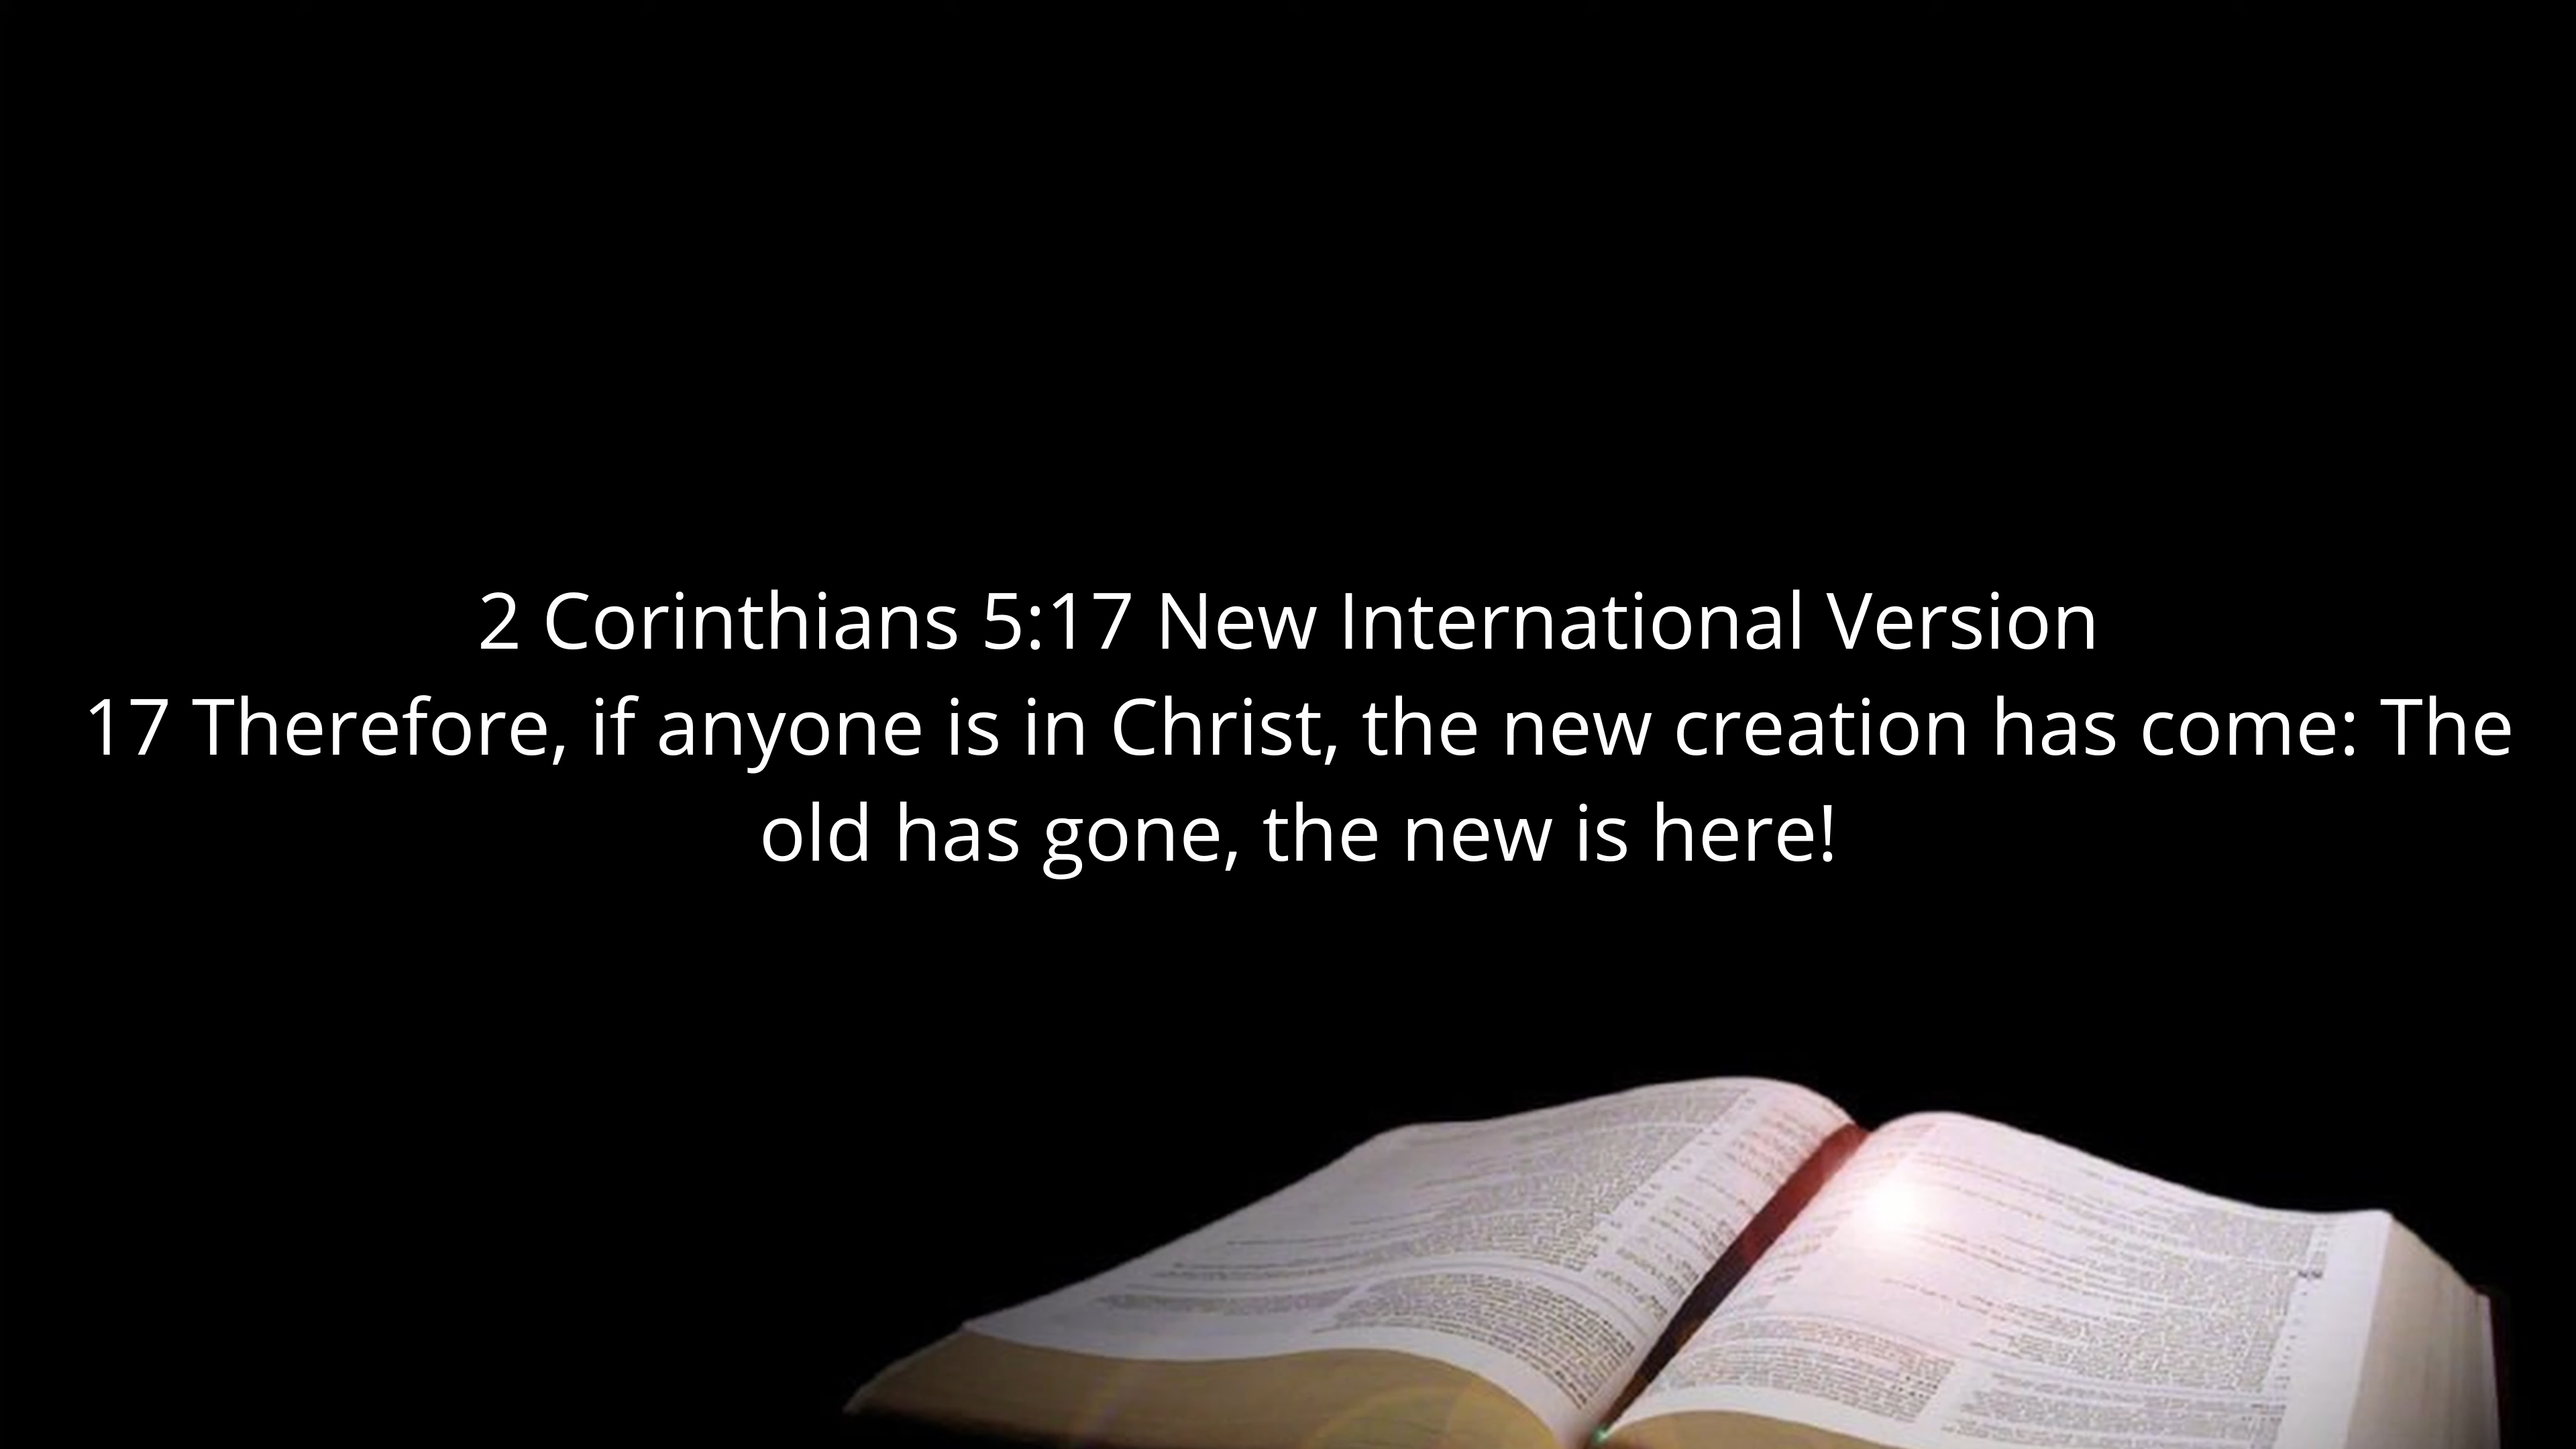 2 Corinthians 5:17 New International Version
17 Therefore, if anyone is in Christ, the new creation has come: The
old has gone, the new is here!